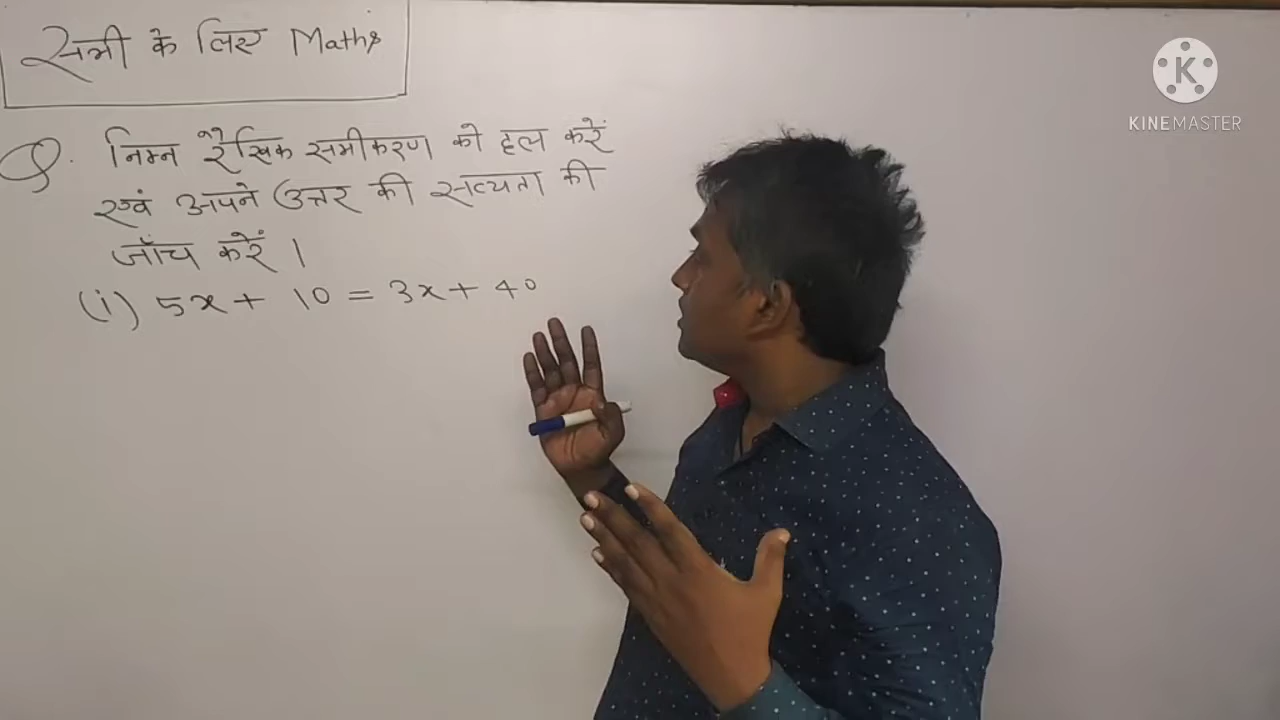 सभी के लिए Maths
Q. निम्न रैखिक समीकरण को हल करें
एवं अपने उत्तर की सत्यता की
जाँच करें ।
(i) 5x + 10 = 3x + 40
K
KINEMASTER